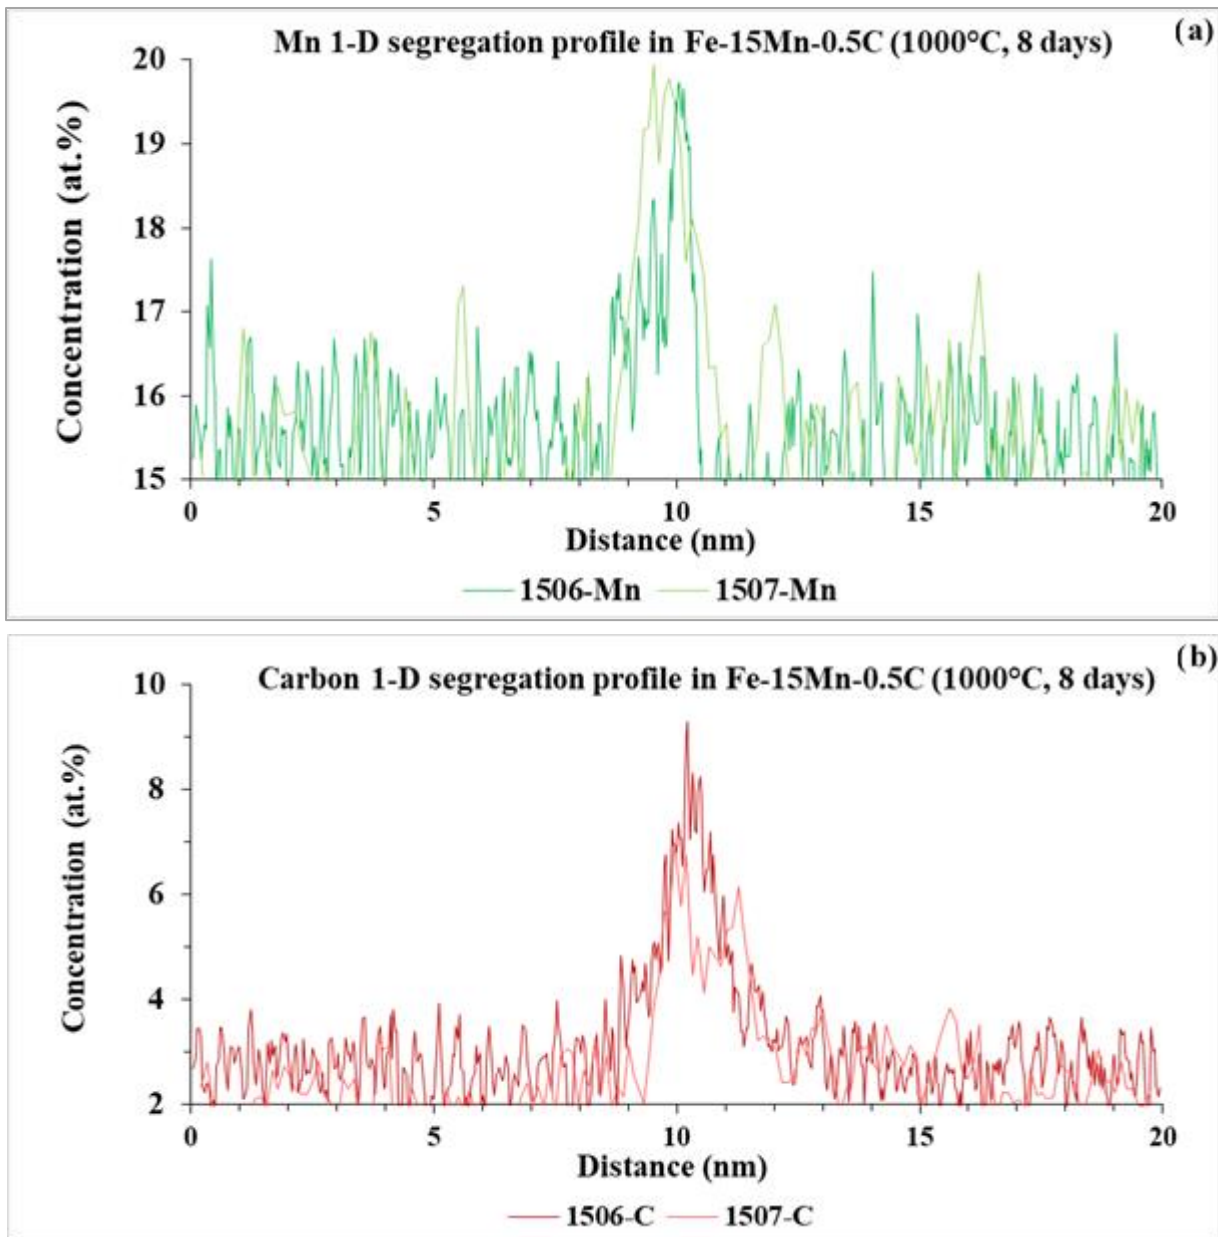 (a)
Mn 1-D segregation profile in Fe-15Mn-0.5C (1000°C, 8 days)
Concentration (at.%)
20
19
18
17
16
15
0 5 10 15 20
Distance (nm)
1506-Mn 1507-Mn
(b)
Carbon 1-D segregation profile in Fe-15Mn-0.5C (1000°C, 8 days)
Concentration (at.%)
10
8
6
4
2
0 5 10 15 20
Distance (nm)
1506-C 1507-C